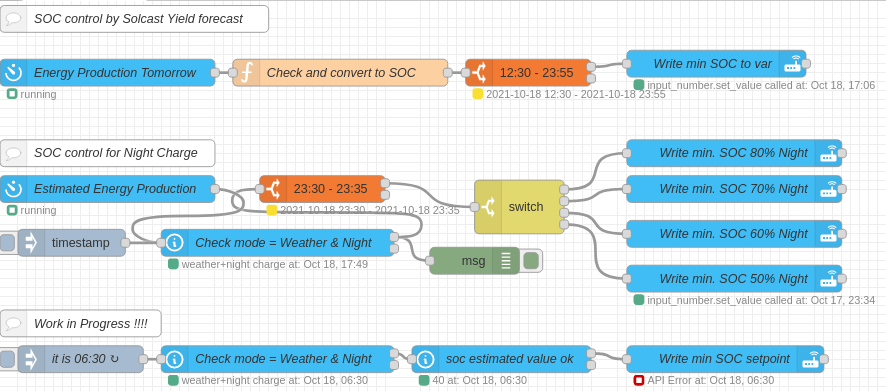 SOC control by Solcast Yield forecast
Energy Production Tomorrow
Check and convert to SOC
12:30 - 23:55
Write min SOC to var
running
2021-10-18 12:30 - 2021-10-18 23:55
input_number.set_value called at: Oct 18, 17:06
SOC control for Night Charge
Write min. SOC 80% Night
Estimated Energy Production
23:30 - 23:35
Write min. SOC 70% Night
running
2021-10-18 23:30 - 2021-10-18 23:35
switch
Write min. SOC 60% Night
timestamp
Check mode = Weather & Night
weather+night charge at: Oct 18, 17:49
msg
Write min. SOC 50% Night
input_number.set_value called at: Oct 17, 23:34
Work in Progress !!!!
it is 06:30 ↻
Check mode = Weather & Night
soc estimated value ok
Write min SOC setpoint
weather+night charge at: Oct 18, 06:30
40 at: Oct 18, 06:30
API Error at: Oct 18, 06:30